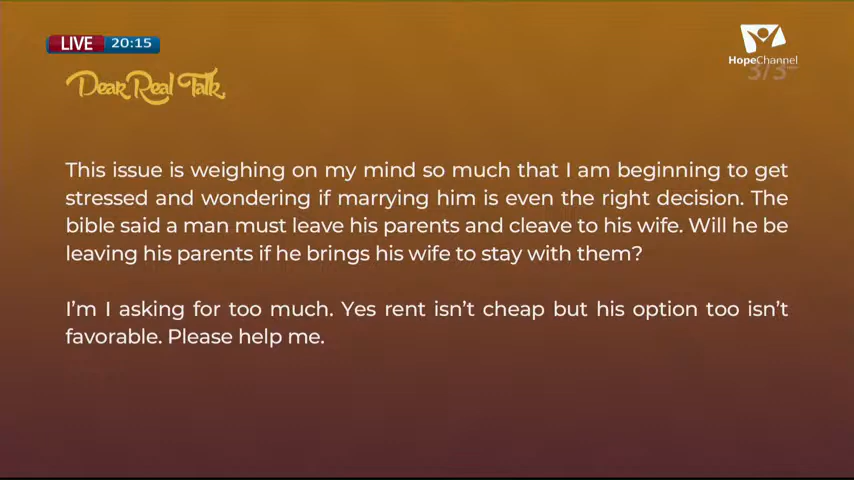 LIVE 20:15
HopeChannel
3/3
Dear Real Talk,
This issue is weighing on my mind so much that I am beginning to get
stressed and wondering if marrying him is even the right decision. The
bible said a man must leave his parents and cleave to his wife. Will he be
leaving his parents if he brings his wife to stay with them?
I'm I asking for too much. Yes rent isn't cheap but his option too isn't
favorable. Please help me.